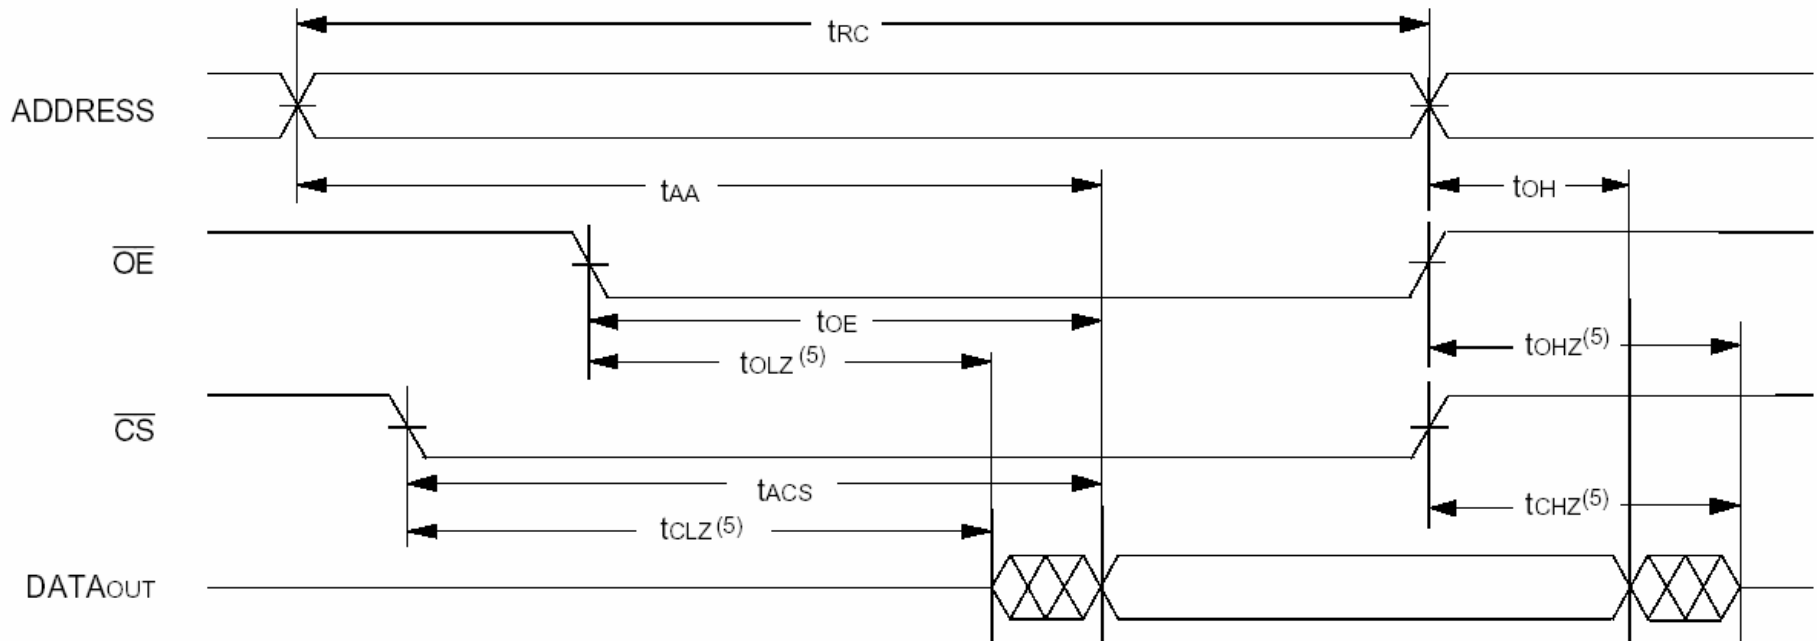 tRC
ADDRESS
tAA
tOH
OE
tOE
tOLZ(5)
tOHZ(5)
CS
tACS
tCLZ(5)
tCHZ(5)
DATAOUT